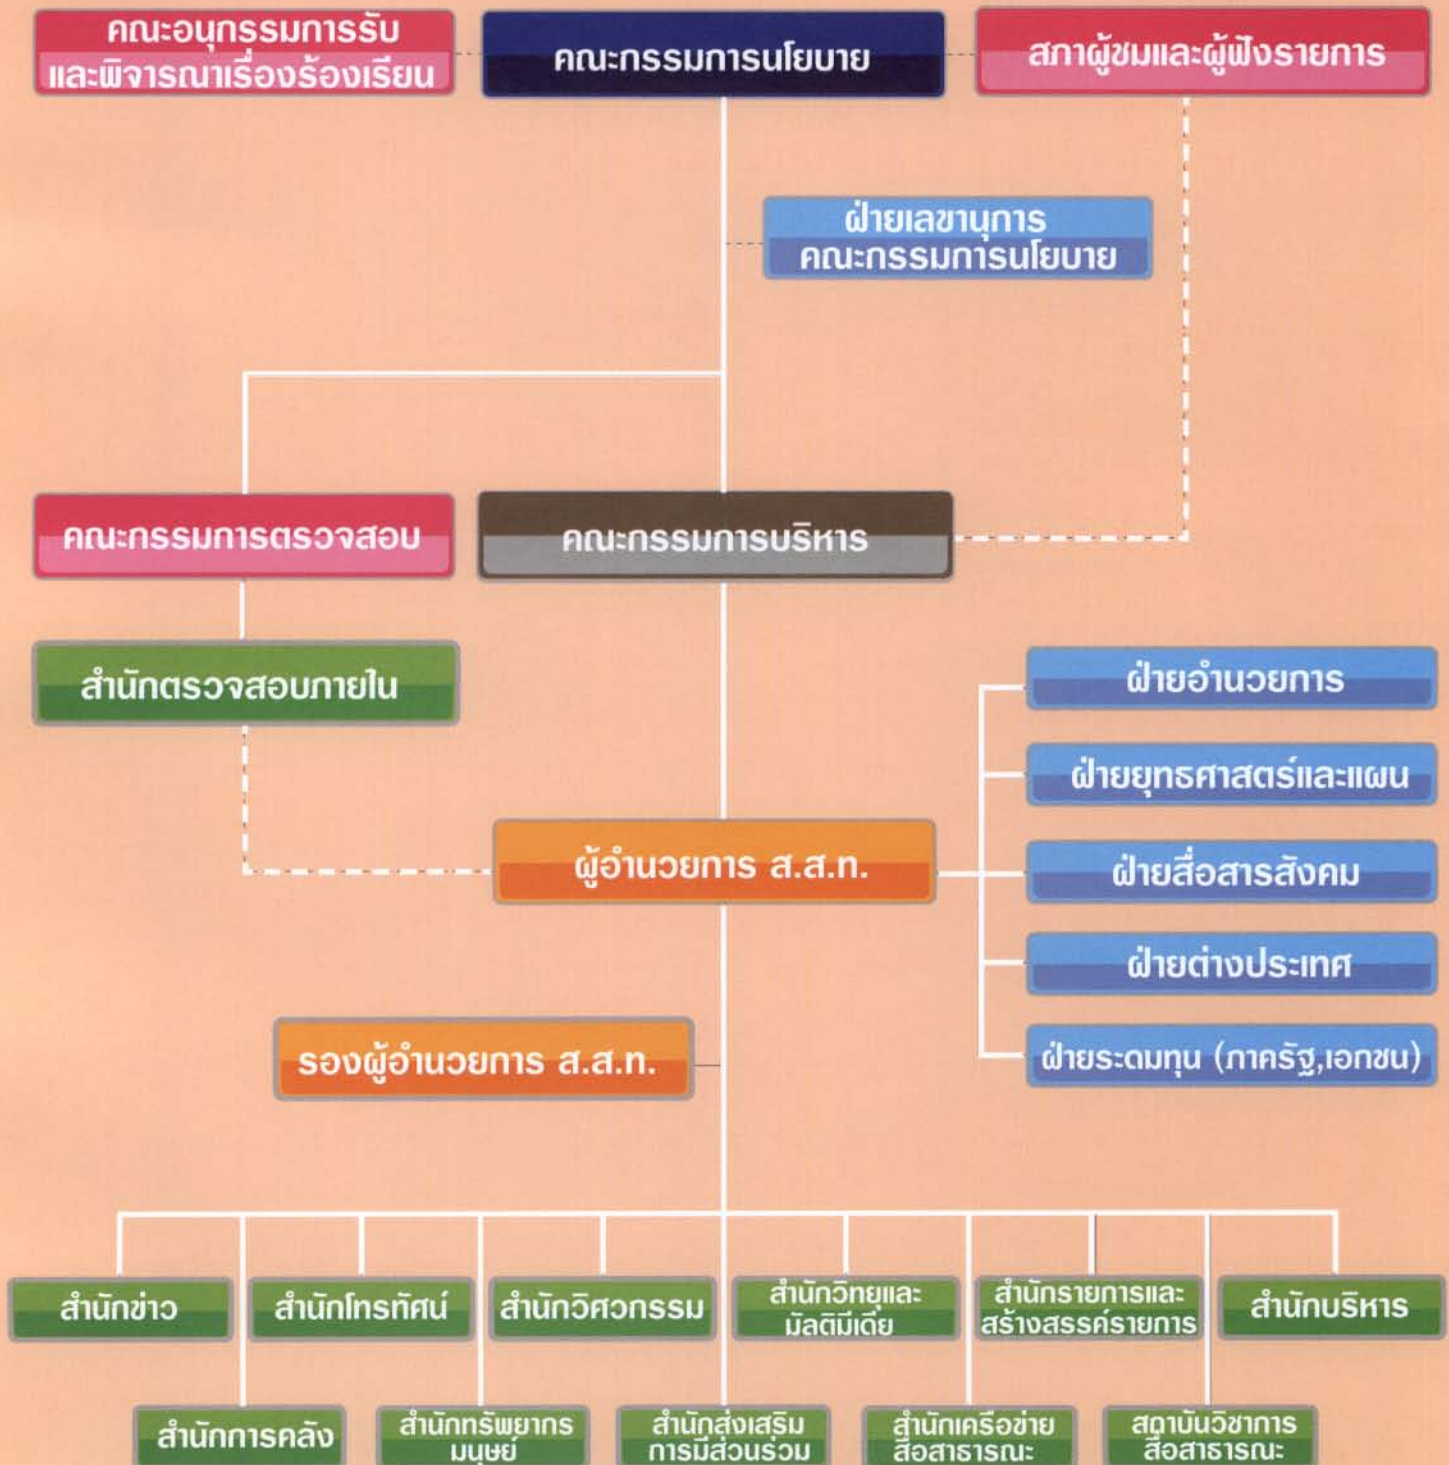 คณะอนุกรรมการรับ
และพิจารณาเรื่องร้องเรียน
คณะกรรมการนโยบาย
สภาผู้ชมและผู้ฟังรายการ
ฝ่ายเลขานุการ
คณะกรรมการนโยบาย
คณะกรรมการตรวจสอบ
คณะกรรมการบริหาร
สำนักตรวจสอบภายใน
ฝ่ายอำนวยการ
ฝ่ายยุทธศาสตร์และแผน
ผู้อำนวยการ ส.ส.ท.
ฝ่ายสื่อสารสังคม
ฝ่ายต่างประเทศ
รองผู้อำนวยการ ส.ส.ท.
ฝ่ายระดมทุน (ภาครัฐ,เอกชน)
สำนักข่าว
สำนักโทรทัศน์
สำนักวิศวกรรม
สำนักวิทยุและ
มัลติมีเดีย
สำนักรายการและ
สร้างสรรค์รายการ
สำนักบริหาร
สำนักการคลัง
สำนักทรัพยากร
มนุษย์
สำนักส่งเสริม
การมีส่วนร่วม
สำนักเครือข่าย
สื่อสาธารณะ
สถาบันวิชาการ
สื่อสาธารณะ